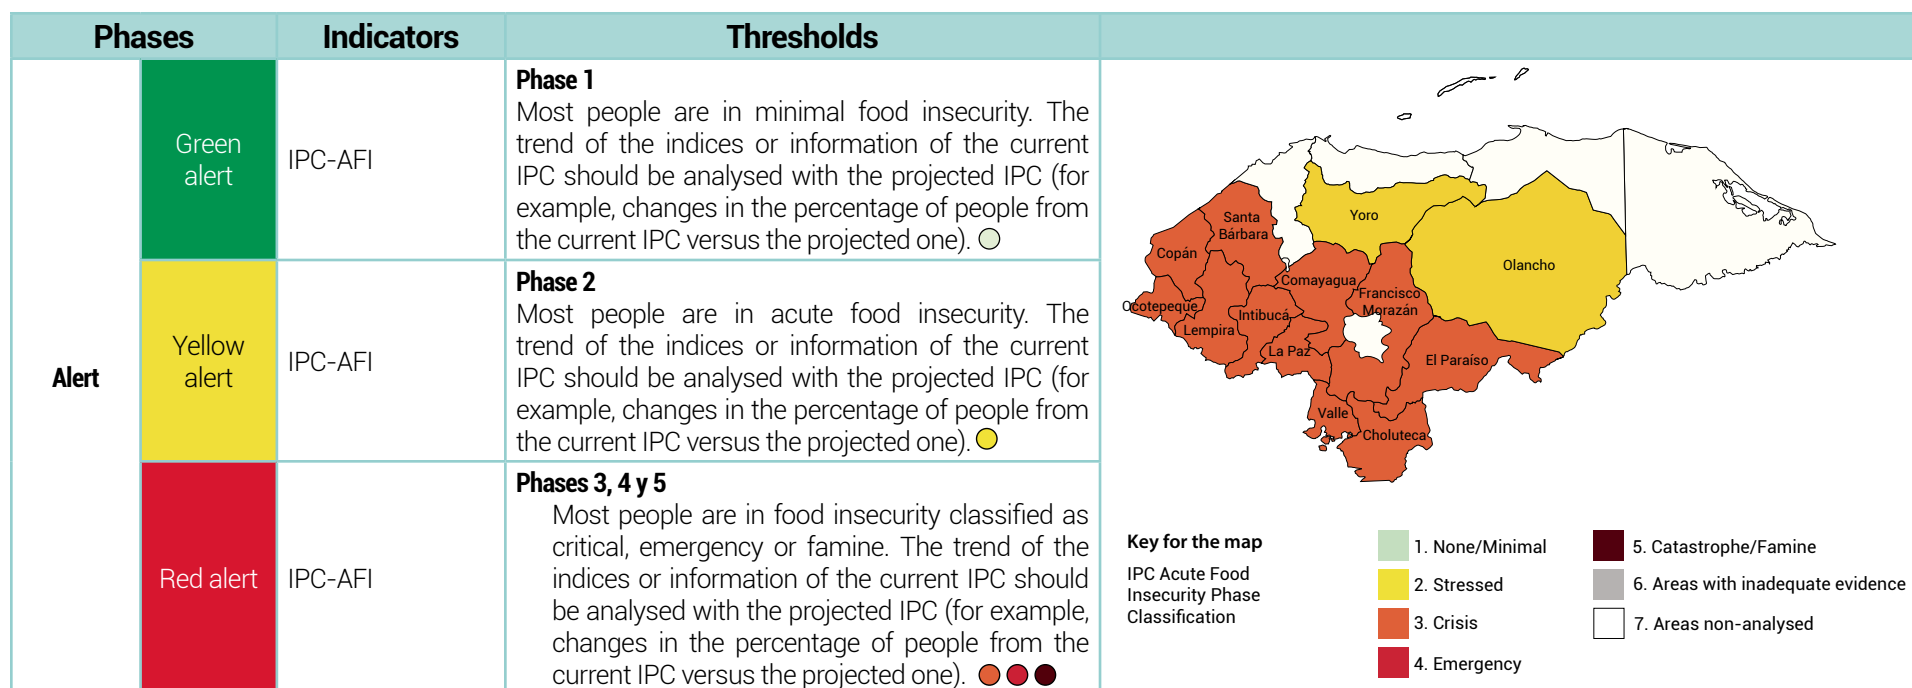 Phases
Indicators
Thresholds
Alert
Green
alert
IPC-AFI
Phase 1
Most people are in minimal food insecurity. The
trend of the indices or information of the current
IPC should be analysed with the projected IPC (for
example, changes in the percentage of people from
the current IPC versus the projected one).
Yellow
alert
IPC-AFI
Phase 2
Most people are in acute food insecurity. The
trend of the indices or information of the current
IPC should be analysed with the projected IPC (for
example, changes in the percentage of people from
the current IPC versus the projected one).
Red alert
IPC-AFI
Phases 3, 4 y 5
Most people are in food insecurity classified as
critical, emergency or famine. The trend of the
indices or information of the current IPC should
be analysed with the projected IPC (for example,
changes in the percentage of people from the
current IPC versus the projected one).
Santa
Bárbara
Yoro
Copán
Olancho
Comayagua
Francisco
Morazán
Ocotepeque
Intibucá
Lempira
La Paz
El Paraíso
Valle
Choluteca
Key for the map
IPC Acute Food
Insecurity Phase
Classification
1. None/Minimal
2. Stressed
3. Crisis
4. Emergency
5. Catastrophe/Famine
6. Areas with inadequate evidence
7. Areas non-analysed